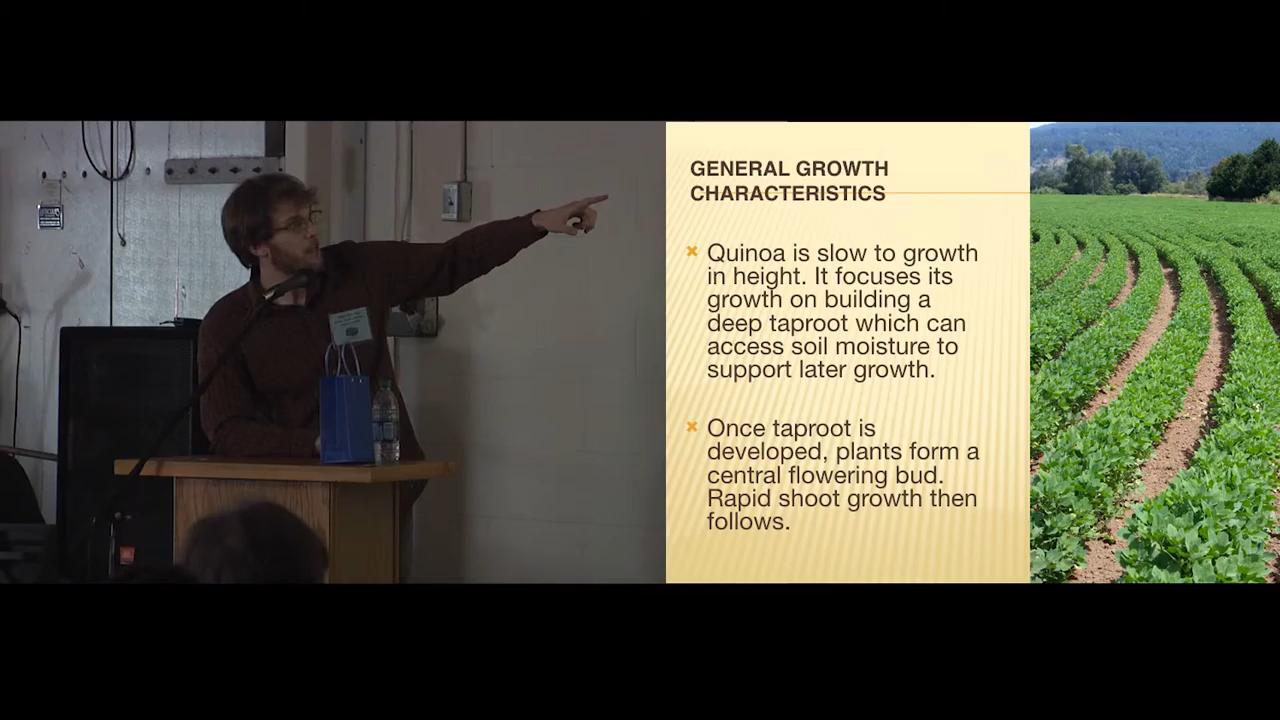 GENERAL GROWTH
CHARACTERISTICS
Quinoa is slow to growth
in height. It focuses its
growth on building a
deep taproot which can
access soil moisture to
support later growth.
Once taproot is
developed, plants form a
central flowering bud.
Rapid shoot growth then
follows.